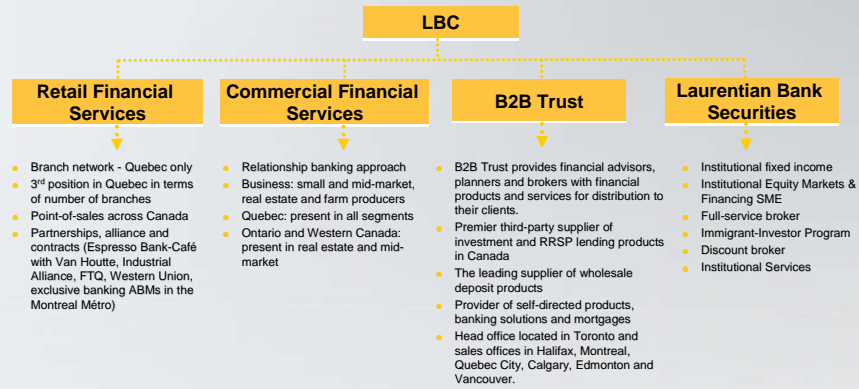 LBC
Retail Financial
Services
Commercial Financial
Services
B2B Trust
Laurentian Bank
Securities
Branch network - Quebec only
3rd position in Quebec in terms
of number of branches
Point-of-sales across Canada
Partnerships, alliance and
contracts (Espresso Bank-Café
with Van Houtte, Industrial
Alliance, FTQ, Western Union,
exclusive banking ABMs in the
Montreal Métro)
Relationship banking approach
Business: small and mid-market,
real estate and farm producers
Quebec: present in all segments
Ontario and Western Canada:
present in real estate and mid-
market
B2B Trust provides financial advisors,
planners and brokers with financial
products and services for distribution to
their clients.
Premier third-party supplier of
investment and RRSP lending products
in Canada
The leading supplier of wholesale
deposit products
Provider of self-directed products,
banking solutions and mortgages
Head office located in Toronto and
sales offices in Halifax, Montreal,
Quebec City, Calgary, Edmonton and
Vancouver.
Institutional fixed income
Institutional Equity Markets &
Financing SME
Full-service broker
Immigrant-Investor Program
Discount broker
Institutional Services